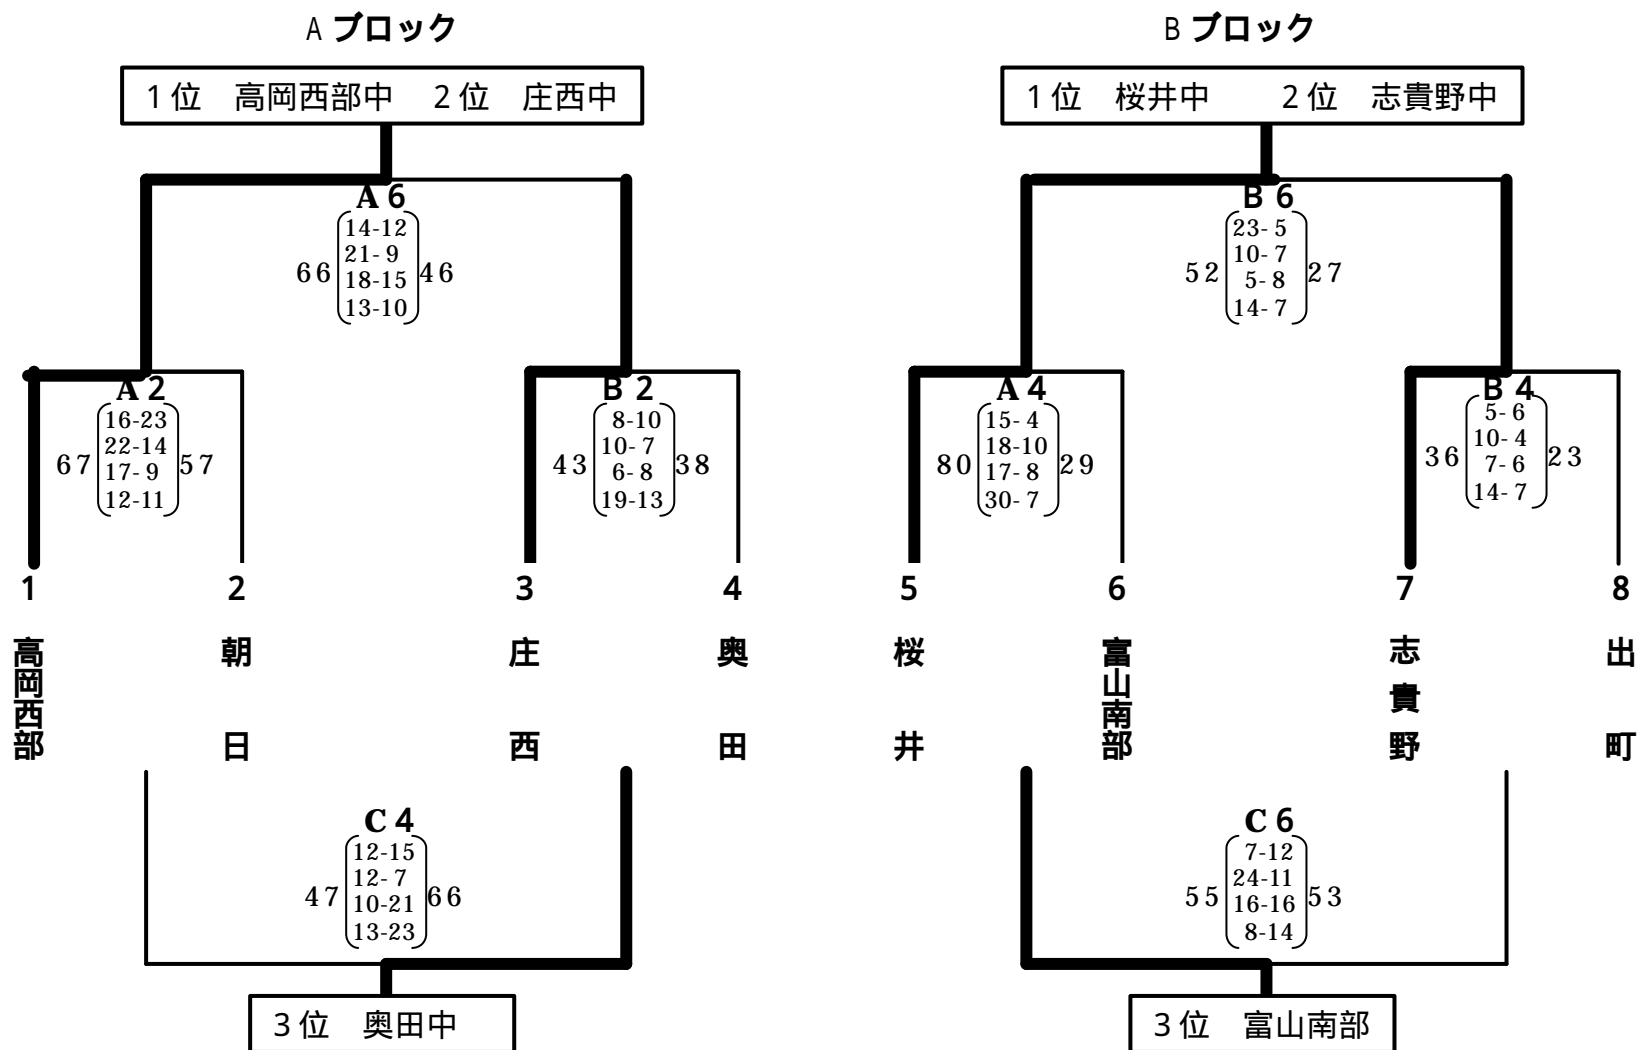 A ブロック
1位 高岡西部中 2位 庄西中
A 6
66 14-12 46
21- 9
18-15
13-10
A 2
67 16-23 57
22-14
17- 9
12-11
B 2
43 8-10 38
10- 7
6- 8
19-13
1 2 3 4
高岡西部
朝日
庄西
奥田
C 4
47 12-15 66
12- 7
10-21
13-23
3位 奥田中
B ブロック
1位 桜井中 2位 志貴野中
B 6
52 23- 5 27
10- 7
5- 8
14- 7
A 4
80 15- 4 29
18-10
17- 8
30- 7
B 4
36 5- 6 23
10- 4
7- 6
14- 7
5 6 7 8
桜井
富山南部
志貴野
出町
C 6
55 7-12 53
24-11
16-16
8-14
3位 富山南部